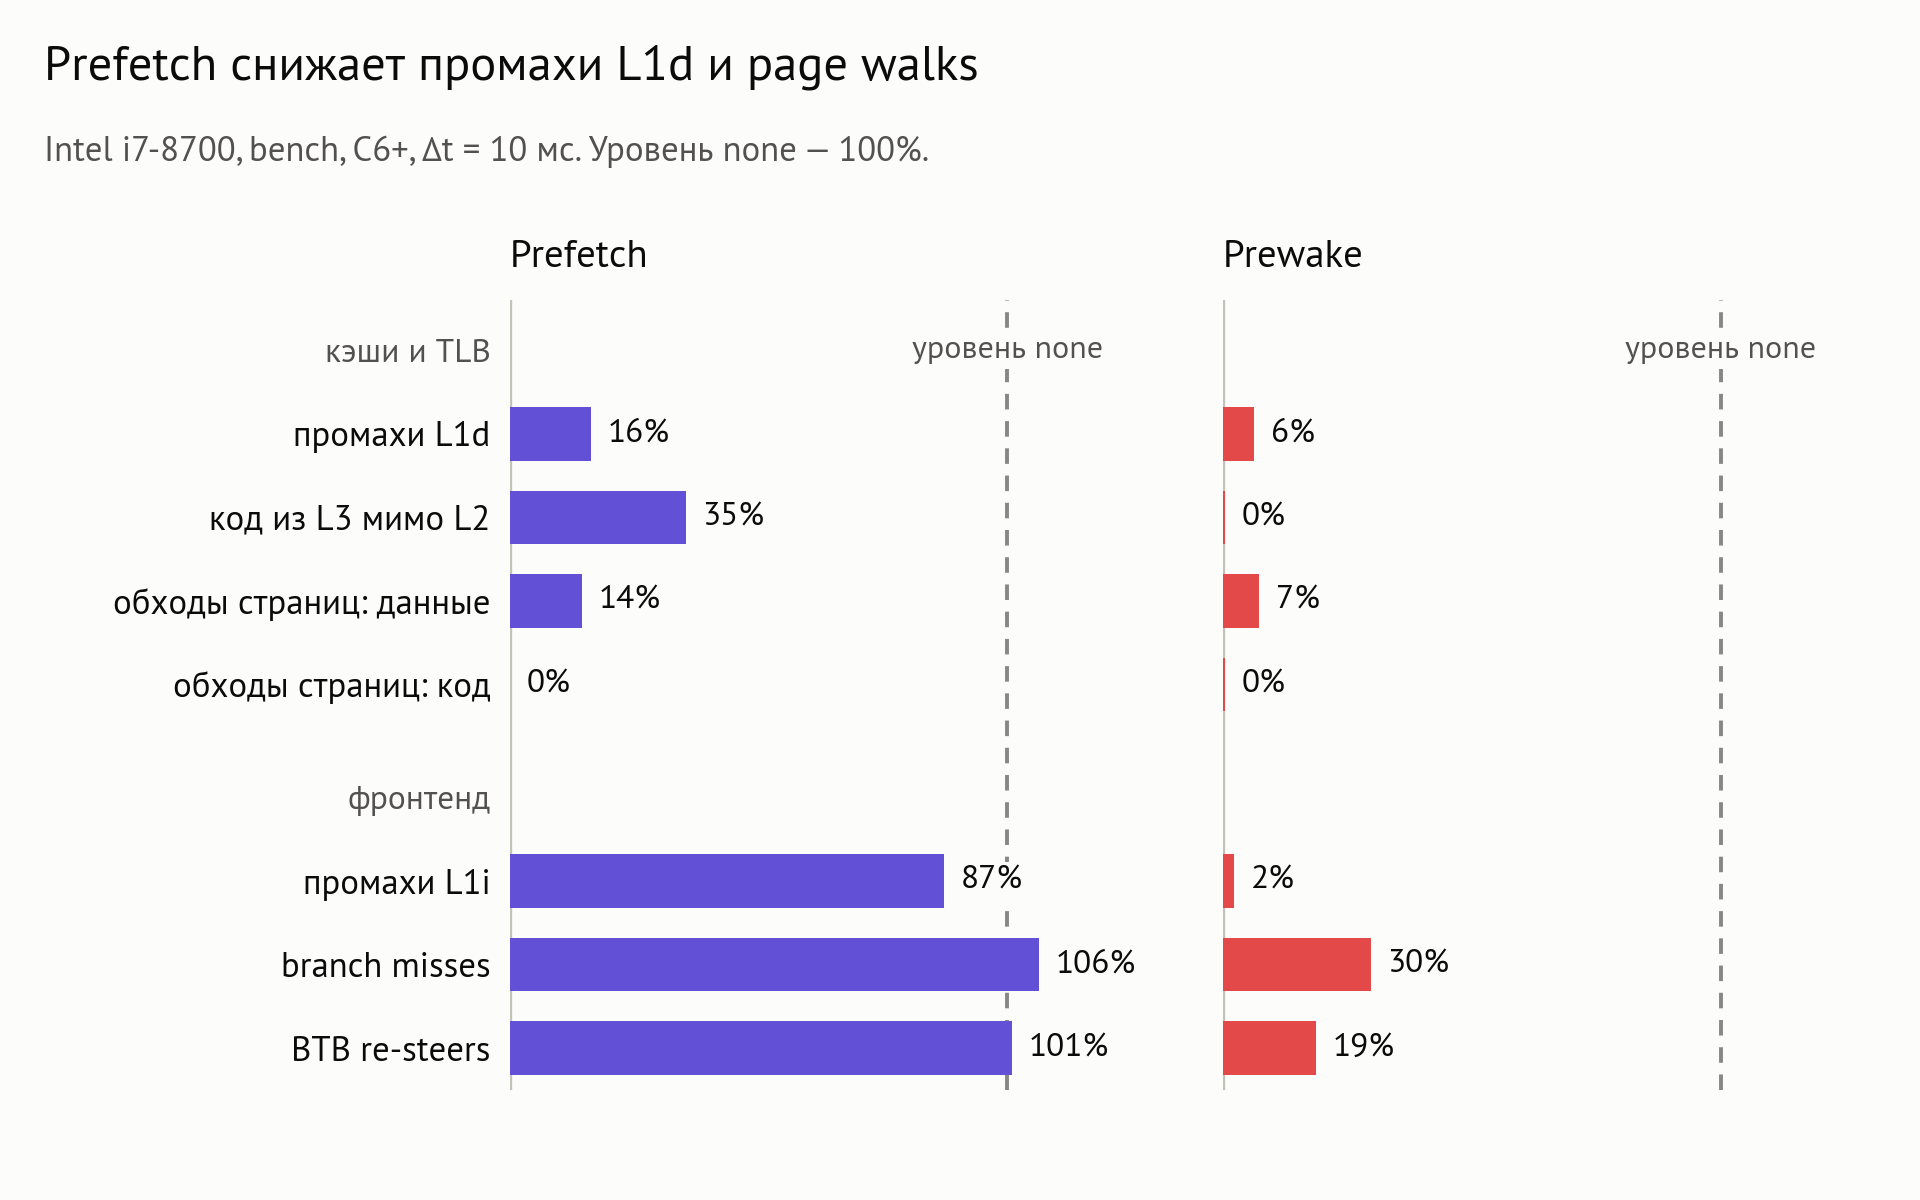 Prefetch снижает промахи L1d и page walks
Intel i7-8700, bench, C6+, Δt = 10 мс. Уровень none — 100%.
Prefetch
Prewake
кэши и TLB
уровень none
уровень none
промахи L1d
16%
6%
код из L3 мимо L2
35%
0%
обходы страниц: данные
14%
7%
обходы страниц: код
0%
0%
фронтенд
промахи L1i
87%
2%
branch misses
106%
30%
BTB re-steers
101%
19%